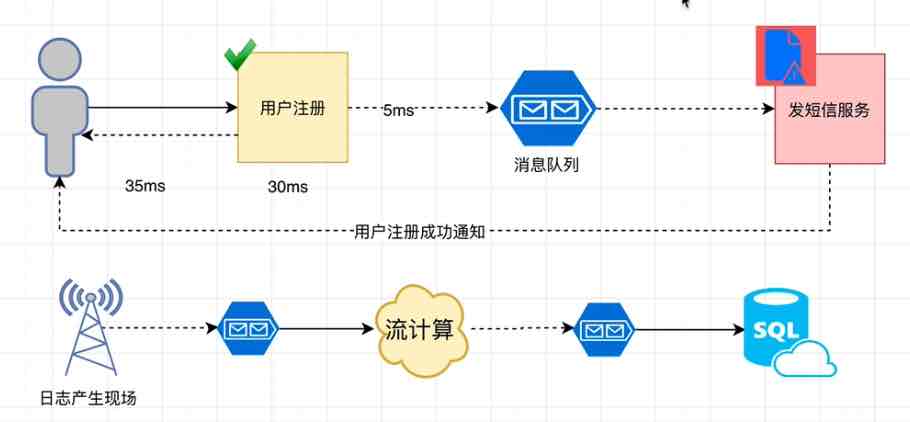 用户注册
5ms
发短信服务
消息队列
35ms
30ms
用户注册成功通知
流计算
SQL
日志产生现场